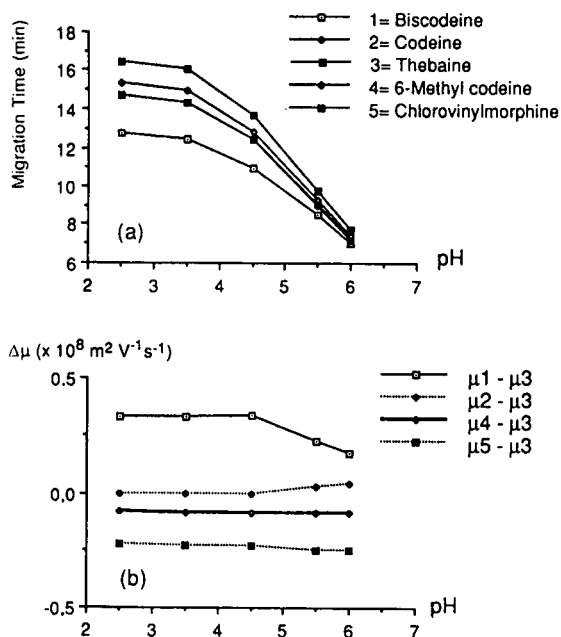 Migration Time (min)
18
16
14
12
10
8
6
2
3
4
5
6
7
pH
(a)
1= Biscodeine
2= Codeine
3= Thebaine
4= 6-Methyl codeine
5= Chlorovinylmorphine
Δμ (x 10⁸ m² V⁻¹s⁻¹)
0,5
0,0
-0,5
2
3
4
5
6
7
pH
(b)
μ1 - μ3
μ2 - μ3
μ4 - μ3
μ5 - μ3